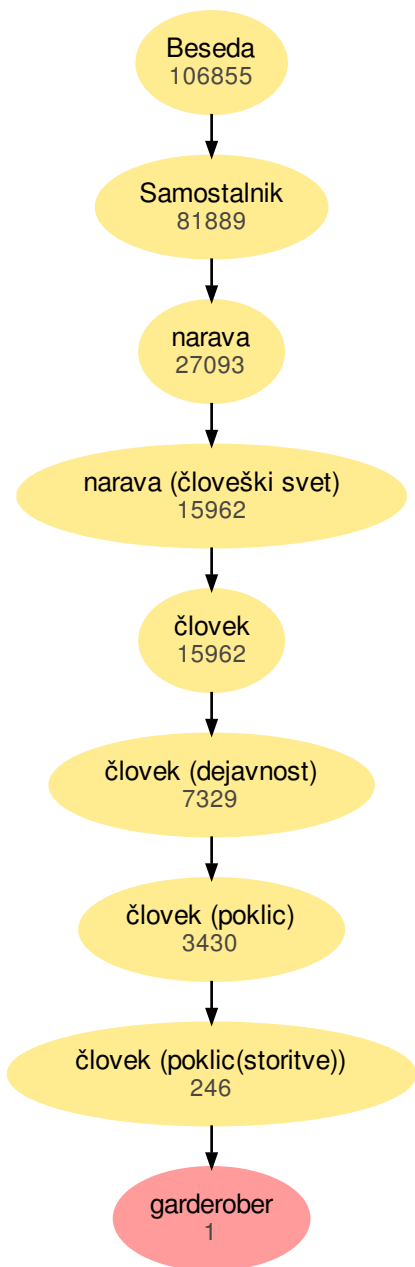 Beseda
106855
Samostalnik
81889
narava
27093
narava (človeški svet)
15962
človek
15962
človek (dejavnost)
7329
človek (poklic)
3430
človek (poklic(storitve))
246
garderober
1